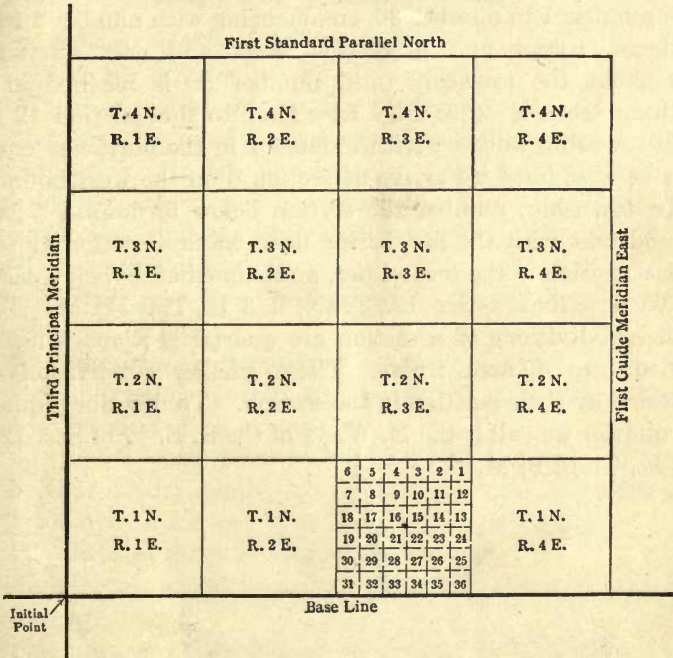 First Standard Parallel North
T. 4 N. T. 4 N. T. 4 N. T. 4 N.
R. 1 E. R. 2 E. R. 3 E. R. 4 E.
T. 3 N. T. 3 N. T. 3 N. T. 3 N.
R. 1 E. R. 2 E. R. 3 E. R. 4 E.
Third Principal Meridian
First Guide Meridian East
T. 2 N. T. 2 N. T. 2 N. T. 2 N.
R. 1 E. R. 2 E. R. 3 E. R. 4 E.
6 5 4 3 2 1
7 8 9 10 11 12
T. 1 N. T. 1 N. 18 17 16 15 14 13 T. 1 N.
19 20 21 22 23 24
R. 1 E. R. 2 E. R. 4 E.
30 29 28 27 26 25
31 32 33 34 35 36
Initial
Point
Base Line